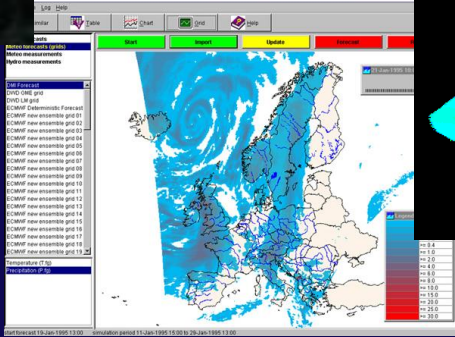 Log Help
Table
Chart
Grid
Help
Meteo forecasts (grids)
Meteo measurements
Hydro measurements
Start
Import
Update
Forecast
DMI Forecast
DWD GME grid
DWD LM grid
ECMWF Deterministic Forecast
ECMWF new ensemble grid 01
ECMWF new ensemble grid 02
ECMWF new ensemble grid 03
ECMWF new ensemble grid 04
ECMWF new ensemble grid 05
ECMWF new ensemble grid 06
ECMWF new ensemble grid 07
ECMWF new ensemble grid 08
ECMWF new ensemble grid 09
ECMWF new ensemble grid 10
ECMWF new ensemble grid 11
ECMWF new ensemble grid 12
ECMWF new ensemble grid 13
ECMWF new ensemble grid 14
ECMWF new ensemble grid 15
ECMWF new ensemble grid 16
ECMWF new ensemble grid 17
ECMWF new ensemble grid 18
ECMWF new ensemble grid 19
Temperature (T.fg)
Precipitation (P.fg)
>= 0.4
>= 1.0
>= 2.0
>= 4.0
>= 6.0
>= 8.0
>= 10.0
>= 15.0
>= 20.0
>= 25.0
>= 30.0
start forecast 19-Jan-1995 13:00 simulation period 11-Jan-1995 15:00 to 29-Jan-1995 13:00